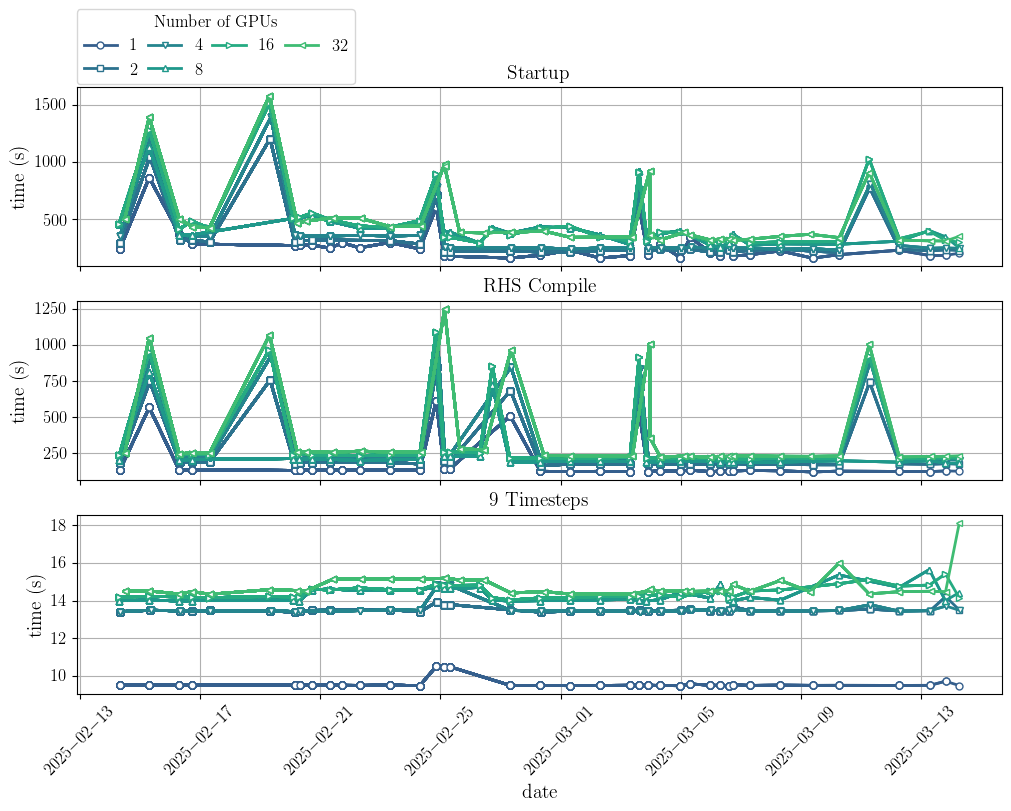 Number of GPUs
1 4 16 32
2 8
Startup
1500
1000
500
time (s)
RHS Compile
1250
1000
750
500
250
time (s)
9 Timesteps
18
16
14
12
10
time (s)
2025−02−13 2025−02−17 2025−02−21 2025−02−25 2025−03−01 2025−03−05 2025−03−09 2025−03−13
date